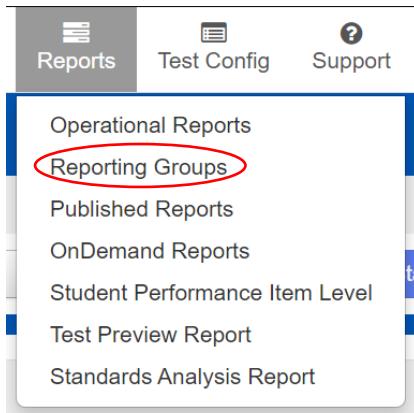 Reports Test Config Support
Operational Reports
Reporting Groups
Published Reports
OnDemand Reports
Student Performance Item Level
Test Preview Report
Standards Analysis Report